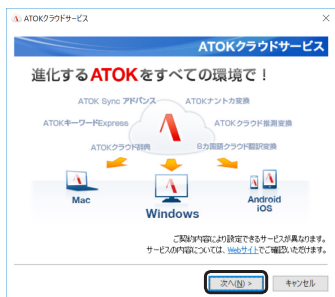 ATOKクラウドサービス
ATOKクラウドサービス
進化するATOKをすべての環境で！
ATOK Sync アドバンス ATOKナントカ変換
ATOKキーワードExpress ATOKクラウド推測変換
ATOKクラウド辞典 8カ国語クラウド翻訳変換
Mac Windows Android iOS
ご契約内容により設定できるサービスが異なります。
サービスの内容については、Webサイトでご確認いただけます。
次へ(N) > キャンセル